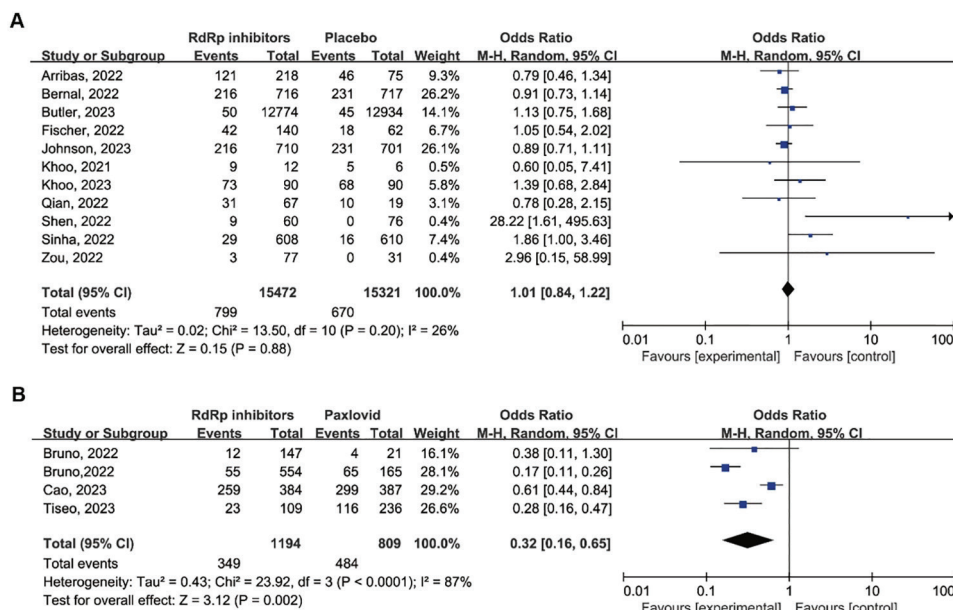 A
RdRp inhibitors Placebo Odds Ratio Odds Ratio
Study or Subgroup Events Total Events Total Weight M-H, Random, 95% CI M-H, Random, 95% CI
Arribas, 2022 121 218 46 75 9.3% 0.79 [0.46, 1.34]
Bernal, 2022 216 716 231 717 26.2% 0.91 [0.73, 1.14]
Butler, 2023 50 12774 45 12934 14.1% 1.13 [0.75, 1.68]
Fischer, 2022 42 140 18 62 6.7% 1.05 [0.54, 2.02]
Johnson, 2023 216 710 231 701 26.1% 0.89 [0.71, 1.11]
Khoo, 2021 9 12 5 6 0.4% 0.60 [0.05, 7.41]
Khoo, 2023 73 90 68 90 5.8% 1.39 [0.68, 2.84]
Qian, 2022 31 67 10 19 3.1% 0.78 [0.28, 2.15]
Shen, 2022 9 60 0 76 0.4% 28.22 [1.61, 495.63]
Sinha, 2022 29 608 16 610 7.4% 1.86 [1.00, 3.46]
Zou, 2022 3 77 0 31 0.4% 2.96 [0.15, 58.99]
Total (95% CI) 15472 15321 100.0% 1.01 [0.84, 1.22]
Total events 799 670
Heterogeneity: Tau² = 0.02; Chi² = 13.50, df = 10 (P = 0.20); I² = 26%
Test for overall effect: Z = 0.15 (P = 0.88)
0.01 0.1 1 10 100
Favours [experimental] Favours [control]
B
RdRp inhibitors Paxlovid Odds Ratio Odds Ratio
Study or Subgroup Events Total Events Total Weight M-H, Random, 95% CI M-H, Random, 95% CI
Bruno, 2022 12 147 4 21 16.1% 0.38 [0.11, 1.30]
Bruno,2022 55 554 65 165 28.1% 0.17 [0.11, 0.26]
Cao, 2023 259 384 299 387 29.2% 0.61 [0.44, 0.84]
Tiseo, 2023 23 109 116 236 26.6% 0.28 [0.16, 0.47]
Total (95% CI) 1194 809 100.0% 0.32 [0.16, 0.65]
Total events 349 484
Heterogeneity: Tau² = 0.43; Chi² = 23.92, df = 3 (P < 0.0001); I² = 87%
Test for overall effect: Z = 3.12 (P = 0.002)
0.01 0.1 1 10 100
Favours [experimental] Favours [control]